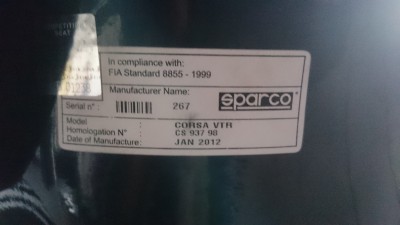 In compliance with:
FIA Standard 8855 - 1999
Manufacturer Name:
Serial n° : 267 sparco
Model CORSA VTR
Homologation N° : CS 937 98
Date of Manufacture: JAN 2012